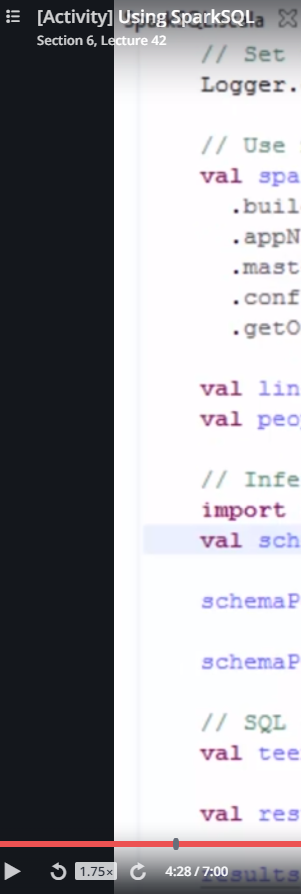 [Activity] Using SparkSQL
Section 6, Lecture 42
// Set
Logger.
// Use
val spa
.buil
.appN
.mast
.conf
.getO
val lin
val peo
// Infe
import
val sch
schemaP
schemaP
// SQL
val tee
val res
1.75×
4:28 / 7:00
results